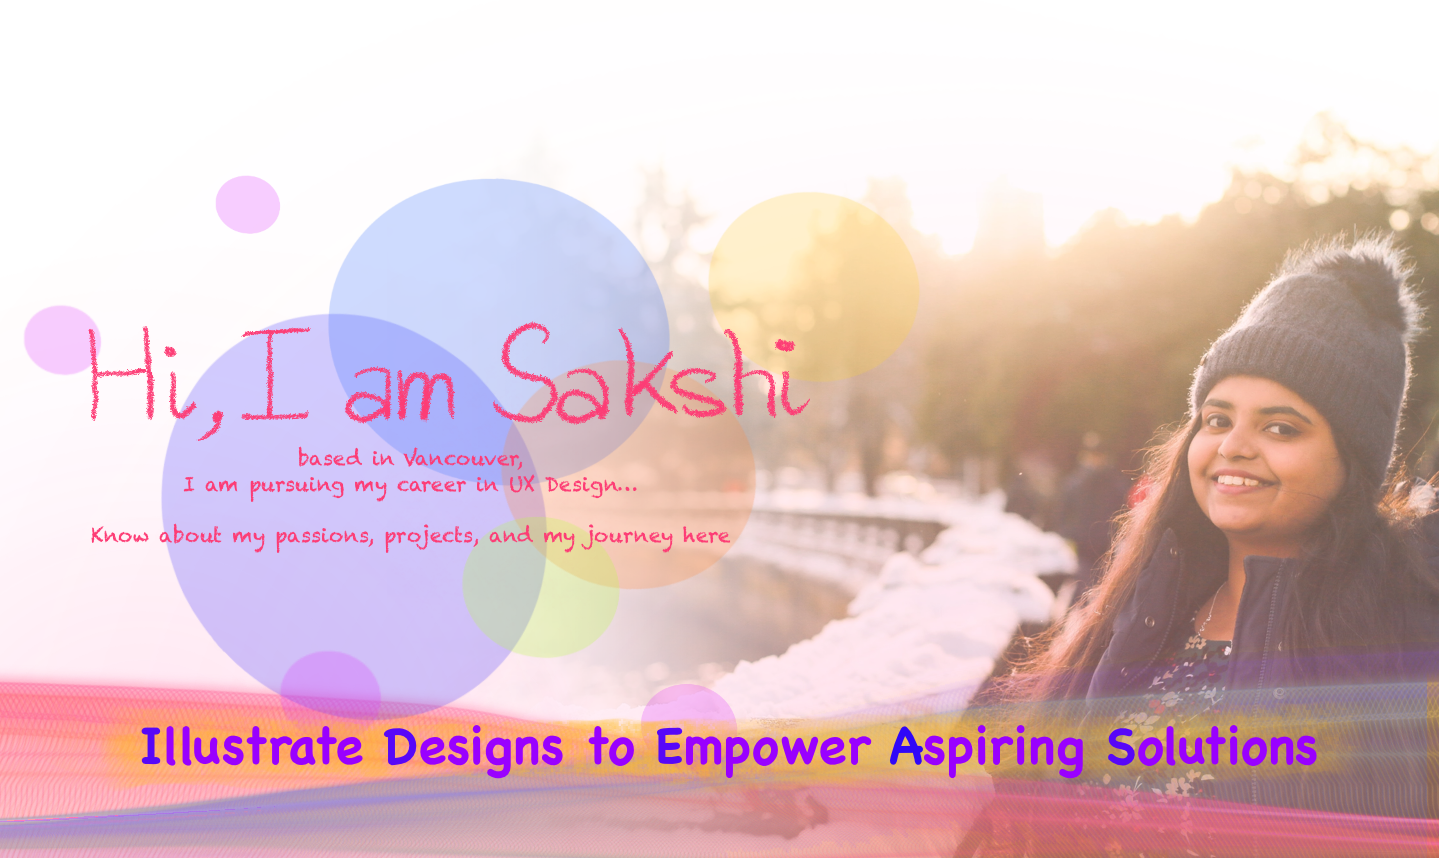 Hi, I am Sakshi
based in Vancouver,
I am pursuing my career in UX Design...
Know about my passions, projects, and my journey here
Illustrate Designs to Empower Aspiring Solutions